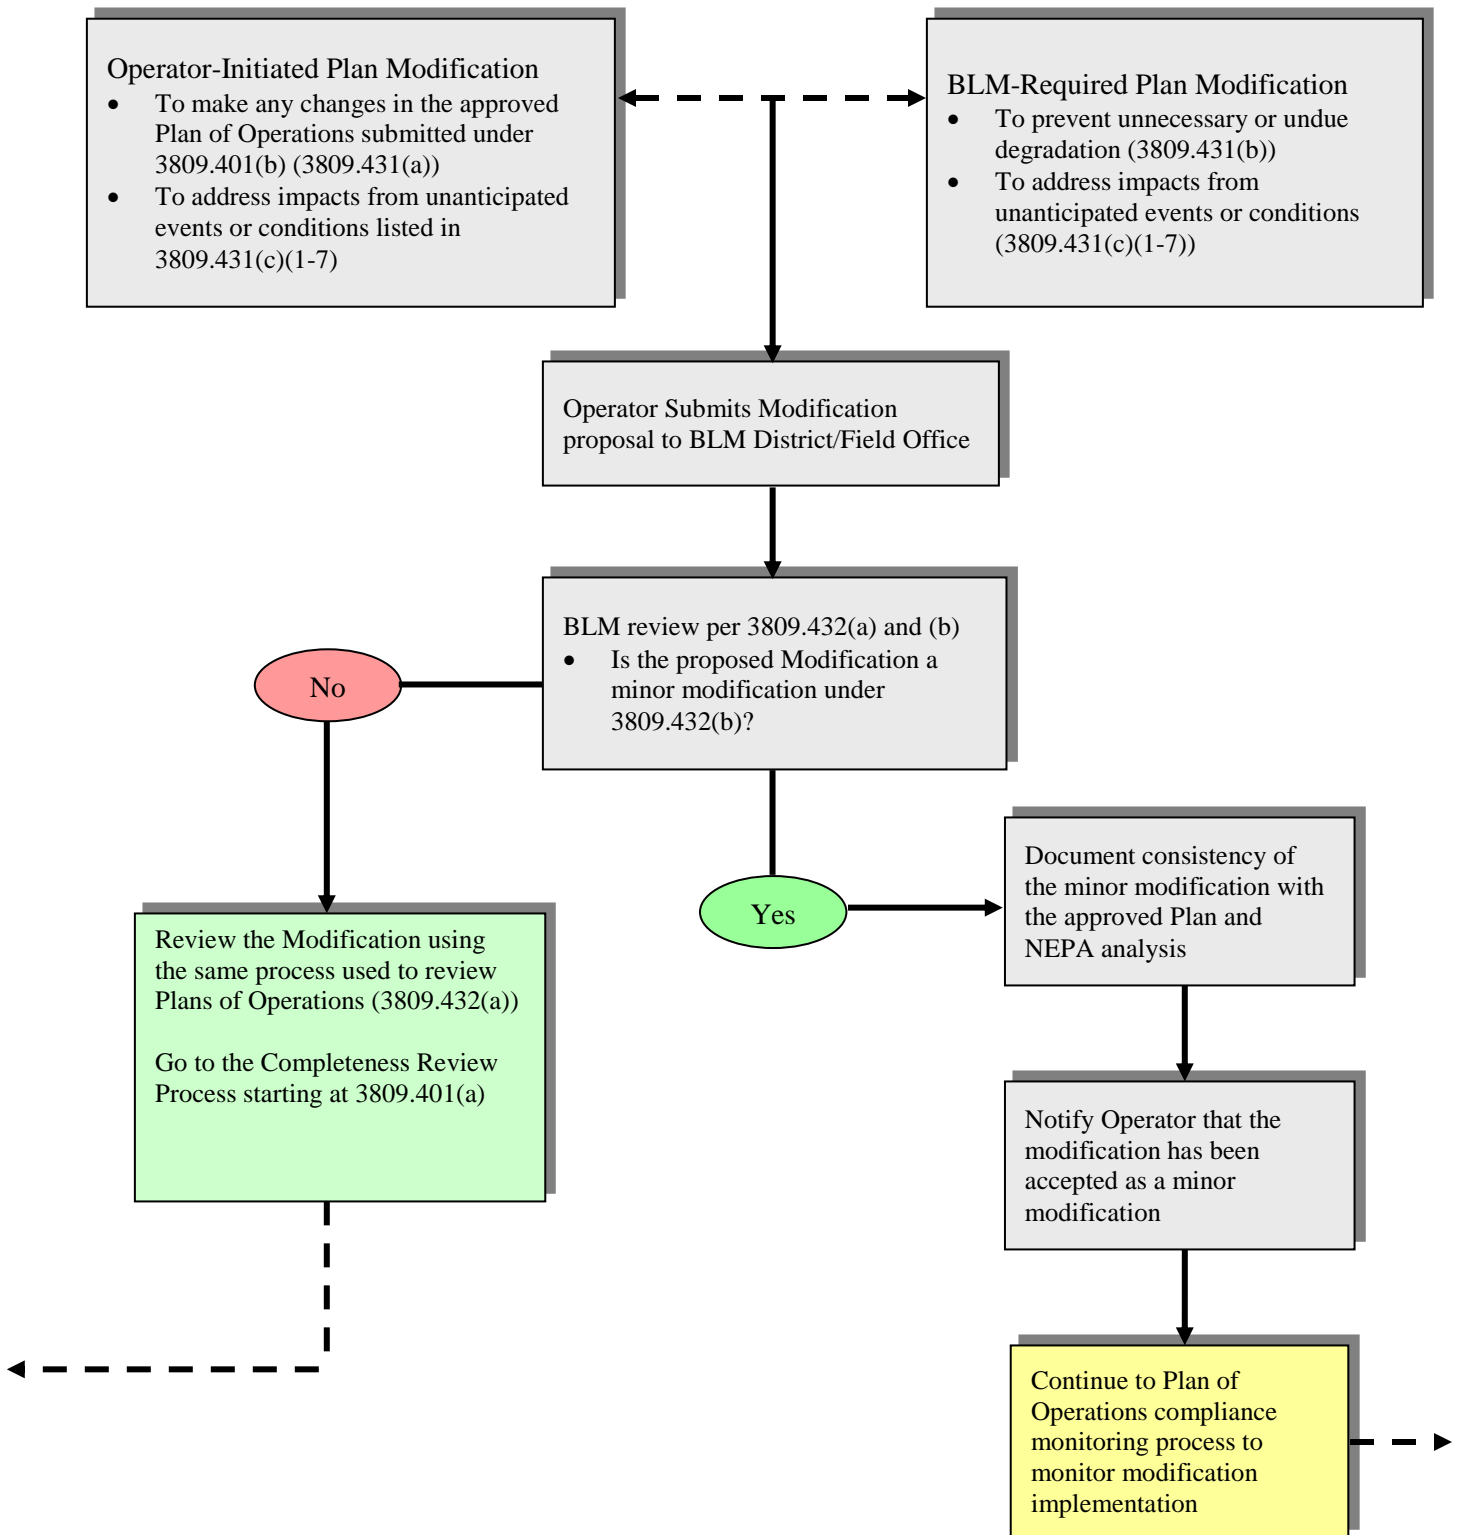 Operator-Initiated Plan Modification
• To make any changes in the approved
Plan of Operations submitted under
3809.401(b) (3809.431(a))
• To address impacts from unanticipated
events or conditions listed in
3809.431(c)(1-7)
BLM-Required Plan Modification
• To prevent unnecessary or undue
degradation (3809.431(b))
• To address impacts from
unanticipated events or conditions
(3809.431(c)(1-7))
Operator Submits Modification
proposal to BLM District/Field Office
BLM review per 3809.432(a) and (b)
• Is the proposed Modification a
minor modification under
3809.432(b)?
No
Yes
Review the Modification using
the same process used to review
Plans of Operations (3809.432(a))
Go to the Completeness Review
Process starting at 3809.401(a)
Document consistency of
the minor modification with
the approved Plan and
NEPA analysis
Notify Operator that the
modification has been
accepted as a minor
modification
Continue to Plan of
Operations compliance
monitoring process to
monitor modification
implementation